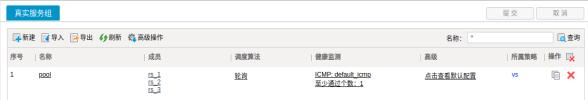 真实服务组
提 交 取 消
新建 导入 导出 刷新 高级操作 名称: * 查询
序号 名称 成员 调度算法 健康监测 高级 所属策略 操作
1 pool rs_1 轮询 ICMP: default_icmp 点击查看默认配置 vs
rs_2 至少通过个数: 1
rs_3